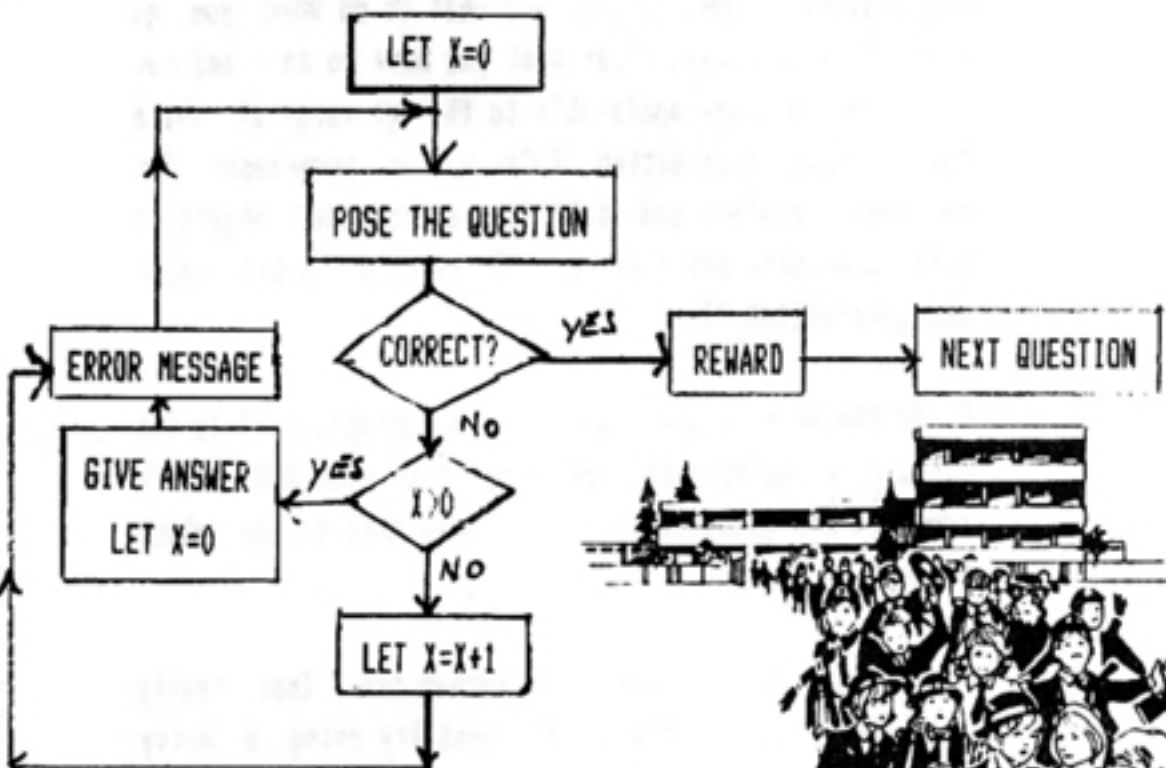 LET X=0
POSE THE QUESTION
CORRECT?
YES
REWARD
NEXT QUESTION
ERROR MESSAGE
NO
GIVE ANSWER
LET X=0
YES
X>0
NO
LET X=X+1